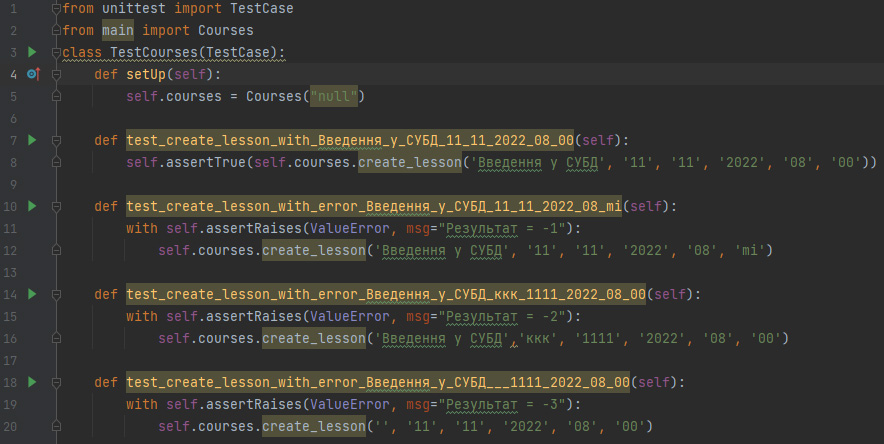 1 from unittest import TestCase
2 from main import Courses
3 class TestCourses(TestCase):
4 def setUp(self):
5 self.courses = Courses("null")
6
7 def test_create_lesson_with_Введення_у_СУБД_11_11_2022_08_00(self):
8 self.assertTrue(self.courses.create_lesson('Введення у СУБД', '11', '11', '2022', '08', '00'))
9
10 def test_create_lesson_with_error_Введення_у_СУБД_11_11_2022_08_mi(self):
11 with self.assertRaises(ValueError, msg="Результат = -1"):
12 self.courses.create_lesson('Введення у СУБД', '11', '11', '2022', '08', 'mi')
13
14 def test_create_lesson_with_error_Введення_у_СУБД_ккк_1111_2022_08_00(self):
15 with self.assertRaises(ValueError, msg="Результат = -2"):
16 self.courses.create_lesson('Введення у СУБД','ккк', '1111', '2022', '08', '00')
17
18 def test_create_lesson_with_error_Введення_у_СУБД___1111_2022_08_00(self):
19 with self.assertRaises(ValueError, msg="Результат = -3"):
20 self.courses.create_lesson('', '11', '11', '2022', '08', '00')